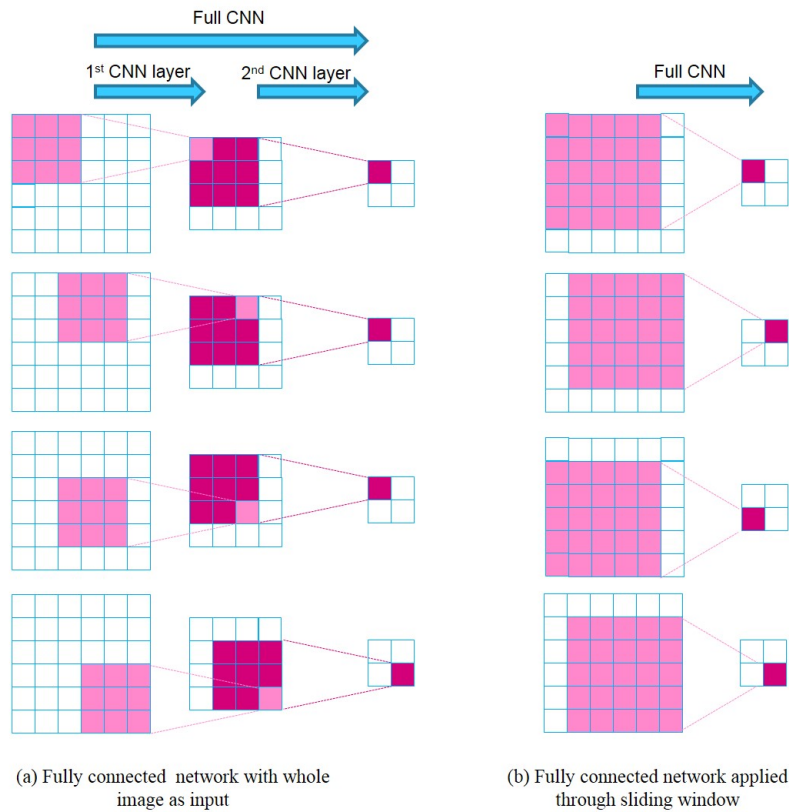 Full CNN
1st CNN layer
2nd CNN layer
Full CNN
(a) Fully connected network with whole
image as input
(b) Fully connected network applied
through sliding window